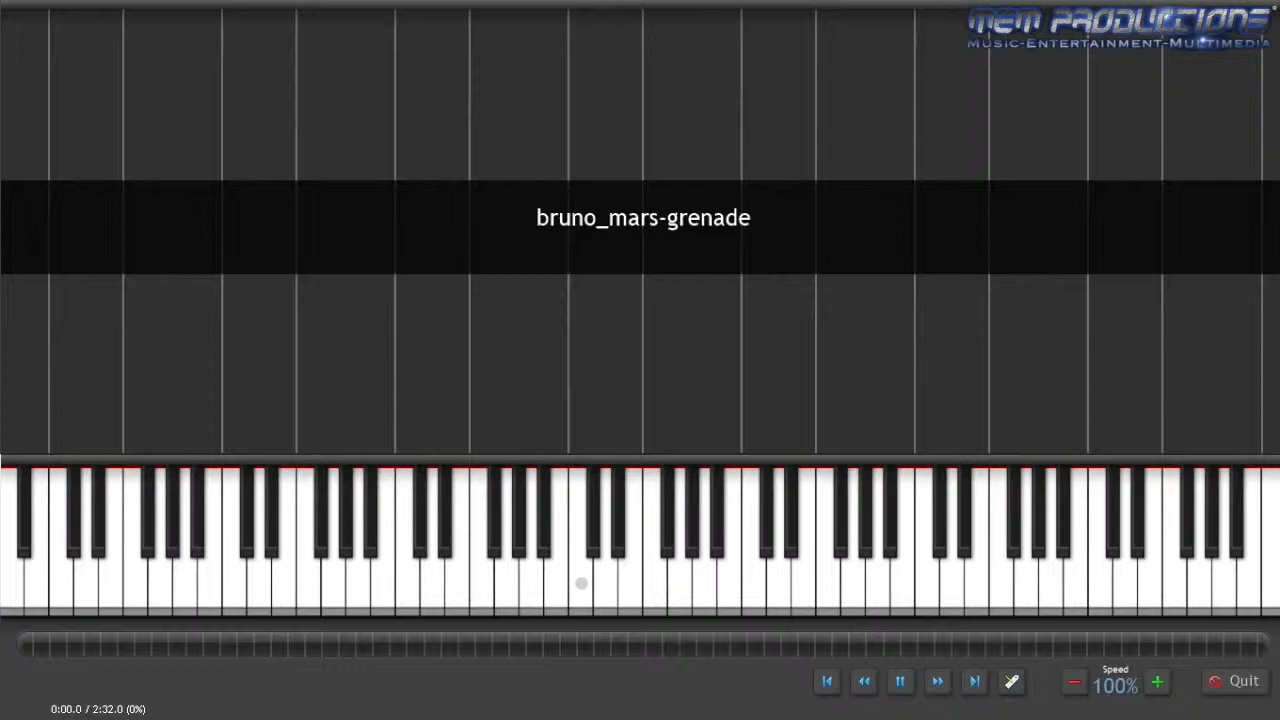 MEM PRODUCTIONS
MUSIC-ENTERTAINMENT-MULTIMEDIA
bruno_mars-grenade
Speed
100%
Quit
0:00.0 / 2:32.0 (0%)